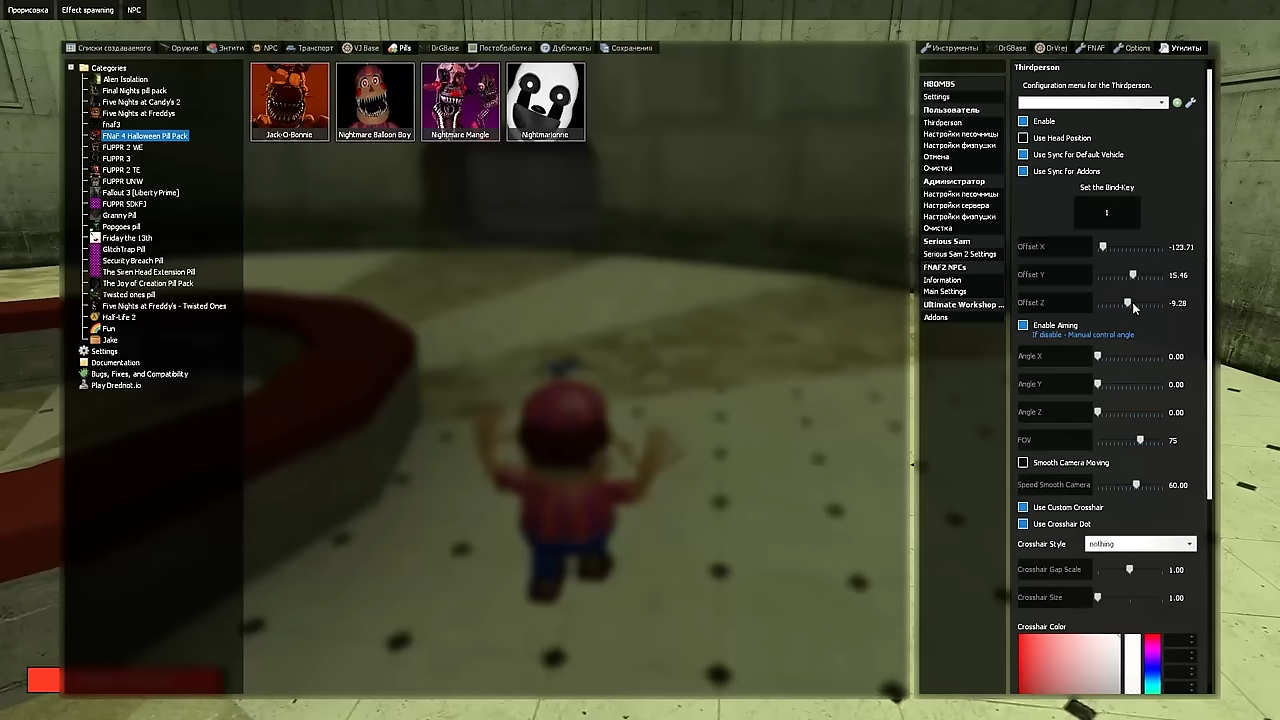 Прорисовка Effect spawning NPC
Списки создаваемого Оружие Энтити NPC Транспорт VJ Base Pills DrGBase Постобработка Дубликаты Сохранения
Categories
Alien Isolation
Final Nights pill pack
Five Nights at Candy's 2
Five Nights at Freddys
fnaf3
FNaF 4 Halloween Pill Pack
FUPPR 2 WE
FUPPR 3
FUPPR 2 TE
FUPPR UNW
Fallout 3 [Liberty Prime]
FUPPR SDKFJ
Granny Pill
Popgoes pill
Friday the 13th
GlitchTrap Pill
Security Breach Pill
The Siren Head Extension Pill
The Joy of Creation Pill Pack
Twisted ones pill
Five Nights at Freddy's - Twisted Ones
Half-Life 2
Fun
Jake
Settings
Documentation
Bugs, Fixes, and Compatibility
Play Drednot.io
Jack-O-Bonnie Nightmare Balloon Boy Nightmare Mangle Nightmarionne
Инструменты DrGBase DrVrej FNAF Options Утилиты
HBOMBS
Settings
Пользователь
Thirdperson
Настройки песочницы
Настройки физпушки
Отмена
Очистка
Администратор
Настройки песочницы
Настройки сервера
Настройки физпушки
Очистка
Serious Sam
Serious Sam 2 Settings
FNAF2 NPCs
Information
Main Settings
Ultimate Workshop ...
Addons
Thirdperson
Configuration menu for the Thirdperson.
Enable
Use Head Position
Use Sync for Default Vehicle
Use Sync for Addons
Set the Bind-Key
Offset X -123.71
Offset Y 15.46
Offset Z -9.28
Enable Aiming
If disable - Manual control angle
Angle X 0.00
Angle Y 0.00
Angle Z 0.00
FOV 75
Smooth Camera Moving
Speed Smooth Camera 60.00
Use Custom Crosshair
Use Crosshair Dot
Crosshair Style nothing
Crosshair Gap Scale 1.00
Crosshair Size 1.00
Crosshair Color